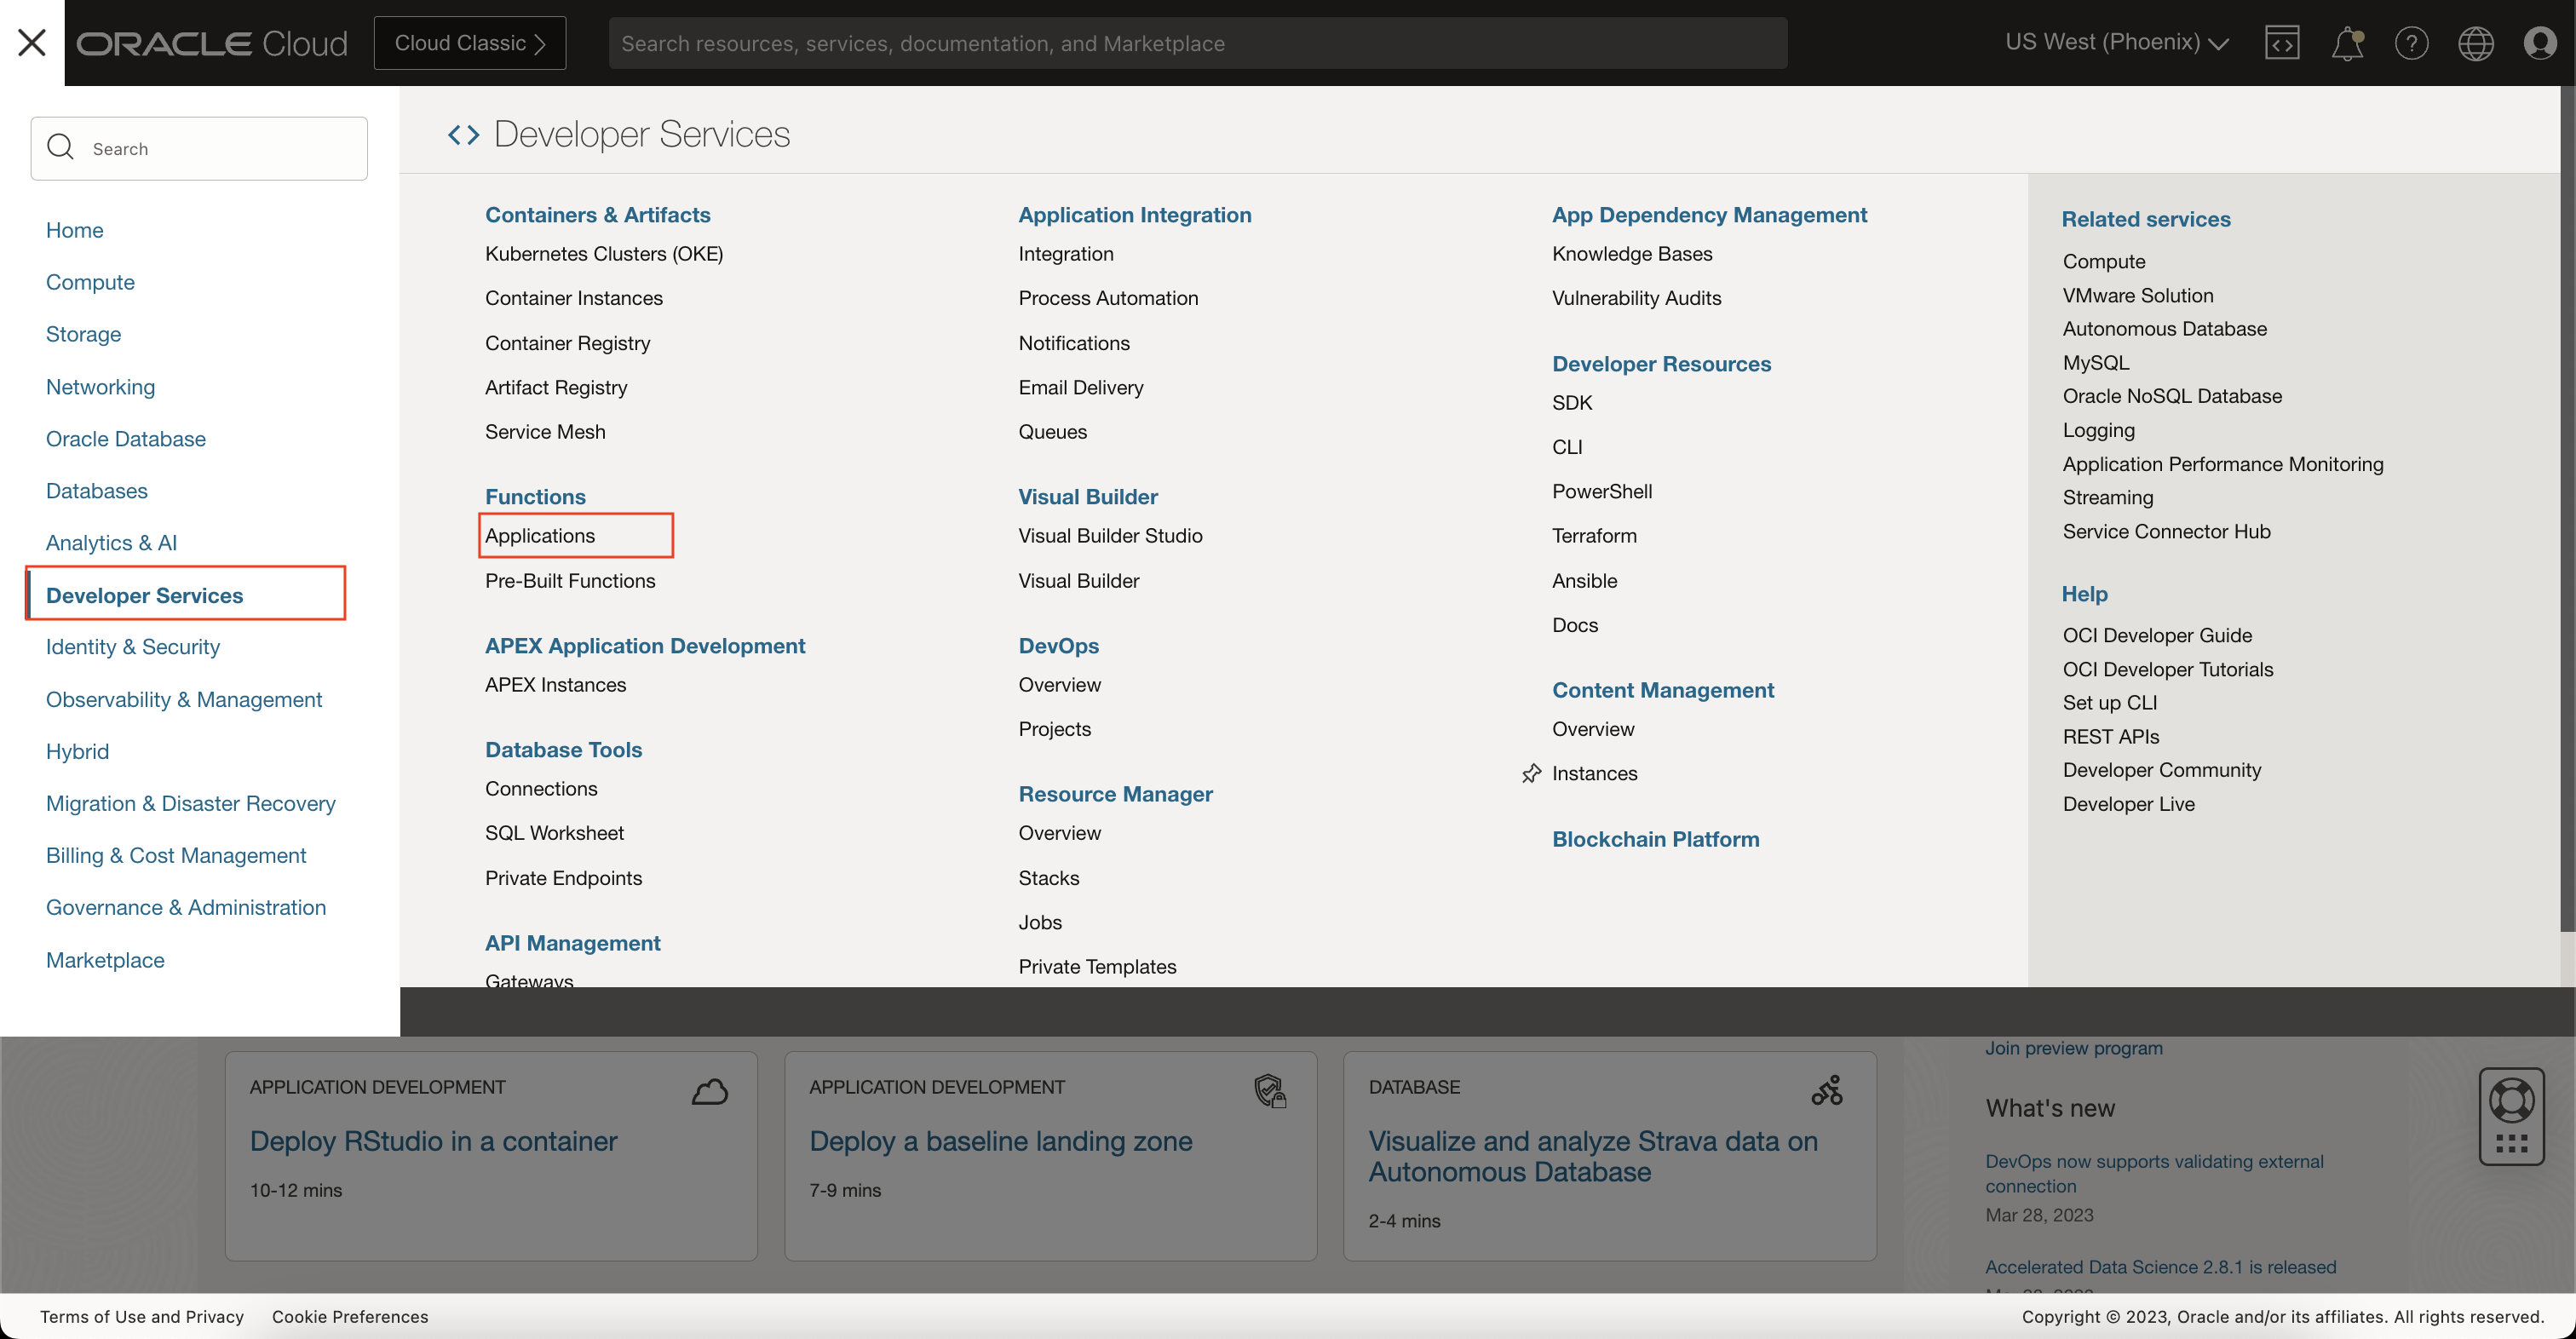 ORACLE Cloud
Cloud Classic
Search resources, services, documentation, and Marketplace
US West (Phoenix)
Search
Home
Compute
Storage
Networking
Oracle Database
Databases
Analytics & AI
Developer Services
Identity & Security
Observability & Management
Hybrid
Migration & Disaster Recovery
Billing & Cost Management
Governance & Administration
Marketplace
Developer Services
Containers & Artifacts
Kubernetes Clusters (OKE)
Container Instances
Container Registry
Artifact Registry
Service Mesh
Functions
Applications
Pre-Built Functions
APEX Application Development
APEX Instances
Database Tools
Connections
SQL Worksheet
Private Endpoints
API Management
Gateways
Application Integration
Integration
Process Automation
Notifications
Email Delivery
Queues
Visual Builder
Visual Builder Studio
Visual Builder
DevOps
Overview
Projects
Resource Manager
Overview
Stacks
Jobs
Private Templates
App Dependency Management
Knowledge Bases
Vulnerability Audits
Developer Resources
SDK
CLI
PowerShell
Terraform
Ansible
Docs
Content Management
Overview
Instances
Blockchain Platform
Related services
Compute
VMware Solution
Autonomous Database
MySQL
Oracle NoSQL Database
Logging
Application Performance Monitoring
Streaming
Service Connector Hub
Help
OCI Developer Guide
OCI Developer Tutorials
Set up CLI
REST APIs
Developer Community
Developer Live
APPLICATION DEVELOPMENT
Deploy RStudio in a container
10-12 mins
APPLICATION DEVELOPMENT
Deploy a baseline landing zone
7-9 mins
DATABASE
Visualize and analyze Strava data on
Autonomous Database
2-4 mins
Join preview program
What's new
DevOps now supports validating external
connection
Mar 28, 2023
Accelerated Data Science 2.8.1 is released
Terms of Use and Privacy
Cookie Preferences
Copyright © 2023, Oracle and/or its affiliates. All rights reserved.